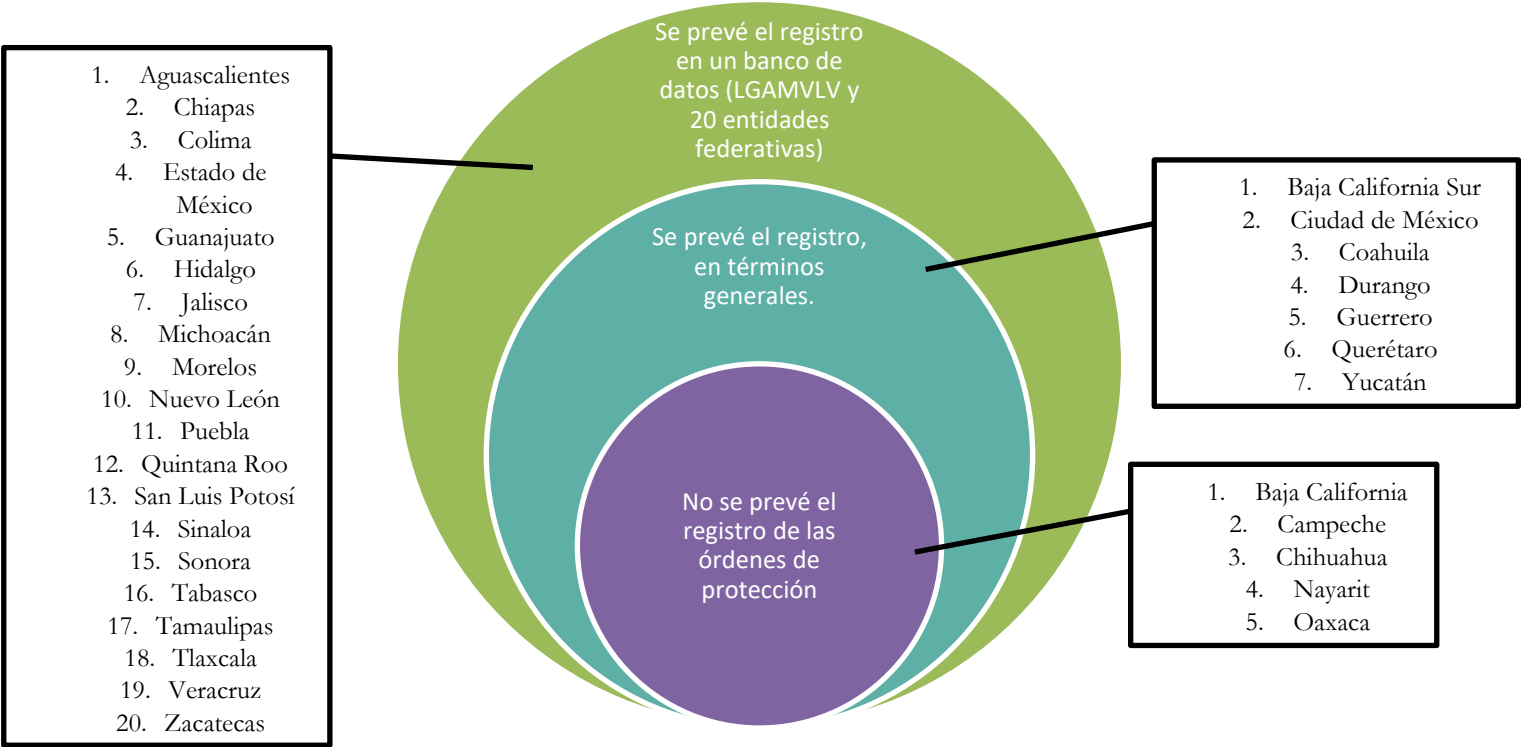 1. Aguascalientes
2. Chiapas
3. Colima
4. Estado de
México
5. Guanajuato
6. Hidalgo
7. Jalisco
8. Michoacán
9. Morelos
10. Nuevo León
11. Puebla
12. Quintana Roo
13. San Luis Potosí
14. Sinaloa
15. Sonora
16. Tabasco
17. Tamaulipas
18. Tlaxcala
19. Veracruz
20. Zacatecas
Se prevé el registro
en un banco de
datos (LGAMVLV y
20 entidades
federativas)
Se prevé el registro,
en términos
generales.
No se prevé el
registro de las
órdenes de
protección
1. Baja California Sur
2. Ciudad de México
3. Coahuila
4. Durango
5. Guerrero
6. Querétaro
7. Yucatán
1. Baja California
2. Campeche
3. Chihuahua
4. Nayarit
5. Oaxaca